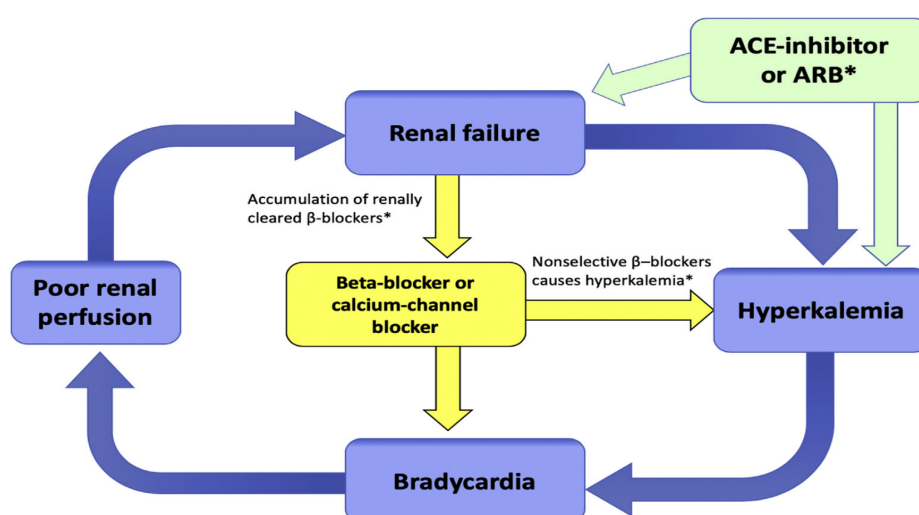 ACE-inhibitor
or ARB*
Renal failure
Accumulation of renally
cleared β-blockers*
Nonselective β–blockers
causes hyperkalemia*
Poor renal
perfusion
Beta-blocker or
calcium-channel
blocker
Hyperkalemia
Bradycardia